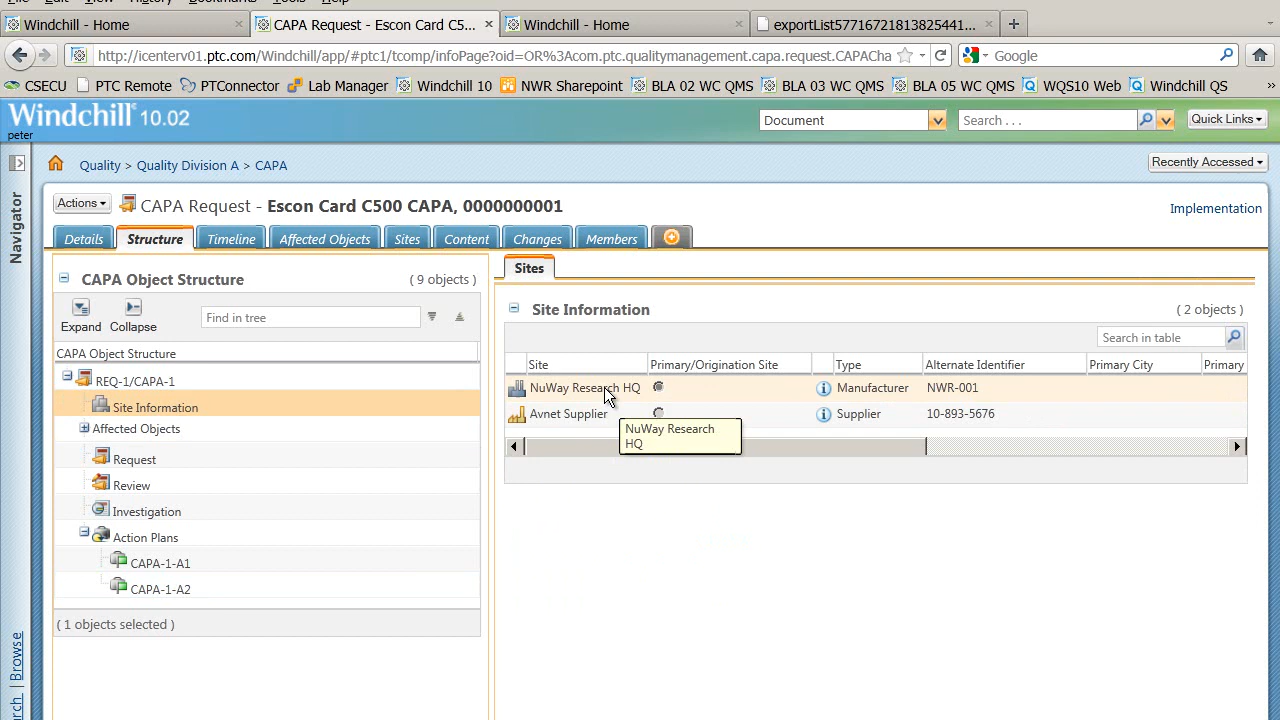 Windchill - Home
CAPA Request - Escon Card C5...
Windchill - Home
exportList57716721813825441...
http://icenterv01.ptc.com/Windchill/app/#ptc1/tcomp/infoPage?oid=OR%3Acom.ptc.qualitymanagement.capa.request.CAPACha
Google
CSECU
PTC Remote
PTConnector
Lab Manager
Windchill 10
NWR Sharepoint
BLA 02 WC QMS
BLA 03 WC QMS
BLA 05 WC QMS
WQS10 Web
Windchill QS
Windchill 10.02
peter
Document
Search . . .
Quick Links
Quality > Quality Division A > CAPA
Recently Accessed
Navigator
Actions
CAPA Request - Escon Card C500 CAPA, 0000000001
Implementation
Details
Structure
Timeline
Affected Objects
Sites
Content
Changes
Members
CAPA Object Structure
( 9 objects )
Expand
Collapse
Find in tree
CAPA Object Structure
REQ-1/CAPA-1
Site Information
Affected Objects
Request
Review
Investigation
Action Plans
CAPA-1-A1
CAPA-1-A2
( 1 objects selected )
Browse
Sites
Site Information
( 2 objects )
Search in table
Site Primary/Origination Site Type Alternate Identifier Primary City Primary
NuWay Research HQ Manufacturer NWR-001
Avnet Supplier Supplier 10-893-5676
NuWay Research
HQ